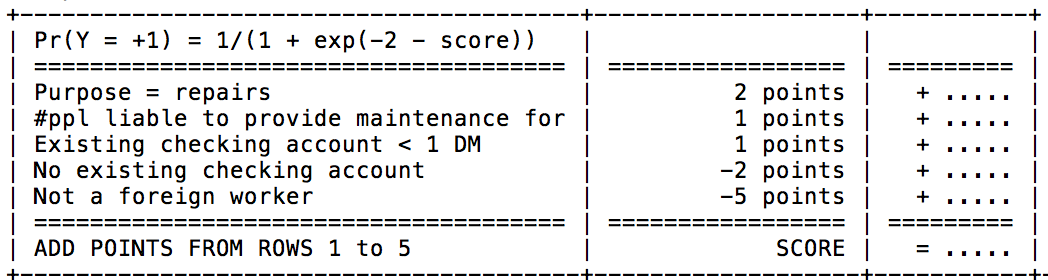 Pr(Y = +1) = 1/(1 + exp(-2 - score))
====================================== ================= =========
Purpose = repairs 2 points + .....
#ppl liable to provide maintenance for 1 points + .....
Existing checking account < 1 DM 1 points + .....
No existing checking account -2 points + .....
Not a foreign worker -5 points + .....
====================================== ================= =========
ADD POINTS FROM ROWS 1 to 5 SCORE = .....